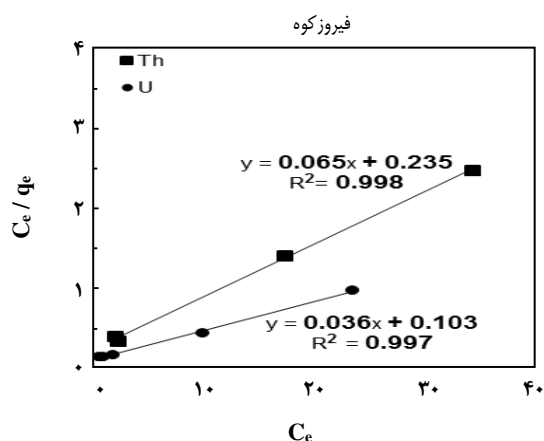 فیروزکوه
۴
Th
U
۳
y = 0.065x + 0.235
R² = 0.998
Cₑ / qₑ
۲
۱
y = 0.036x + 0.103
R² = 0.997
۰
۰ ۱۰ ۲۰ ۳۰ ۴۰
Cₑ